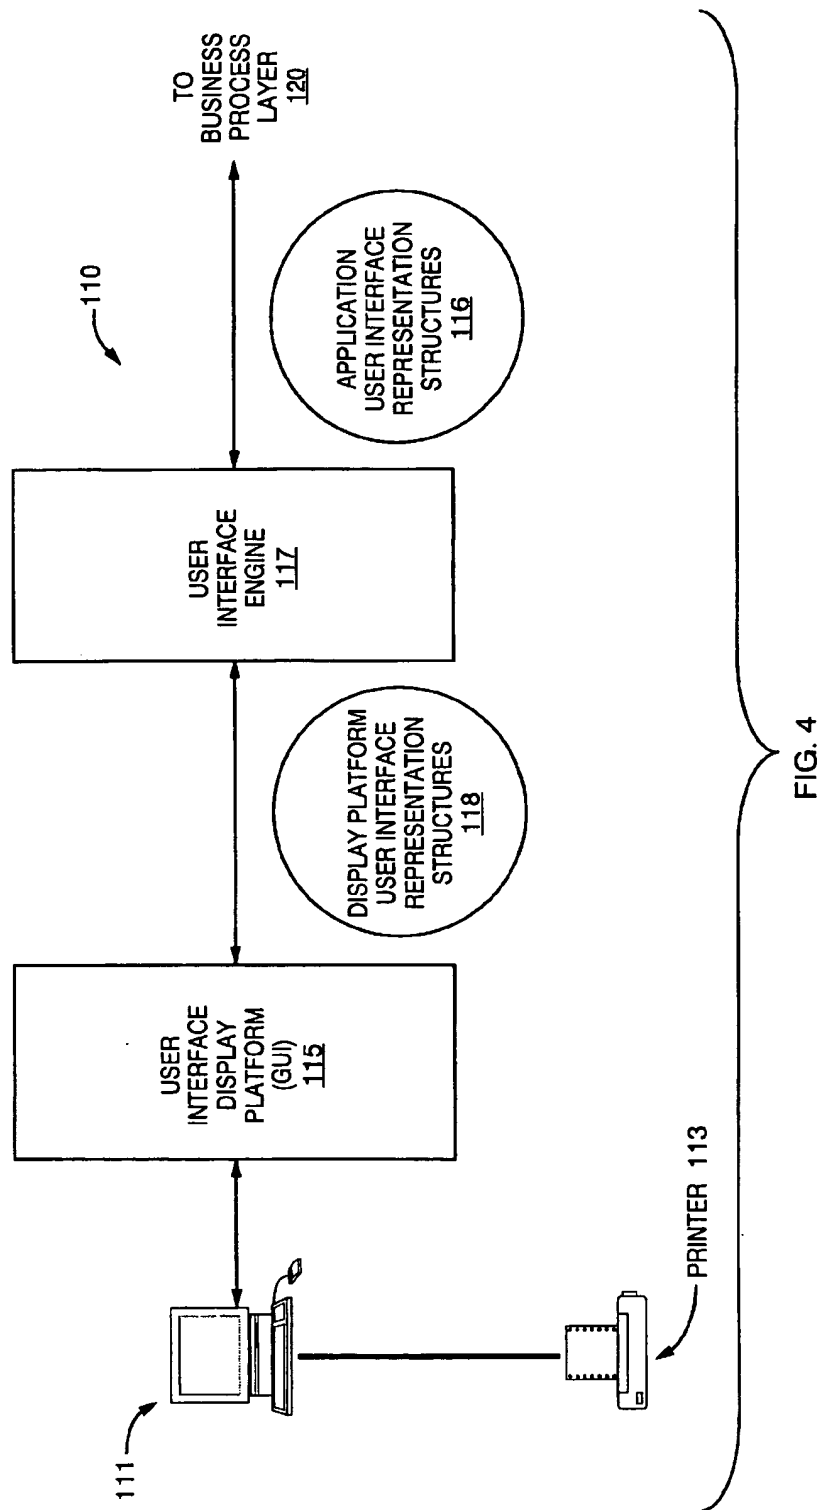 110
TO
BUSINESS
PROCESS
LAYER
120
USER
INTERFACE
ENGINE
117
APPLICATION
USER INTERFACE
REPRESENTATION
STRUCTURES
116
USER
INTERFACE
DISPLAY
PLATFORM
(GUI)
115
DISPLAY PLATFORM
USER INTERFACE
REPRESENTATION
STRUCTURES
118
111
PRINTER 113
FIG. 4